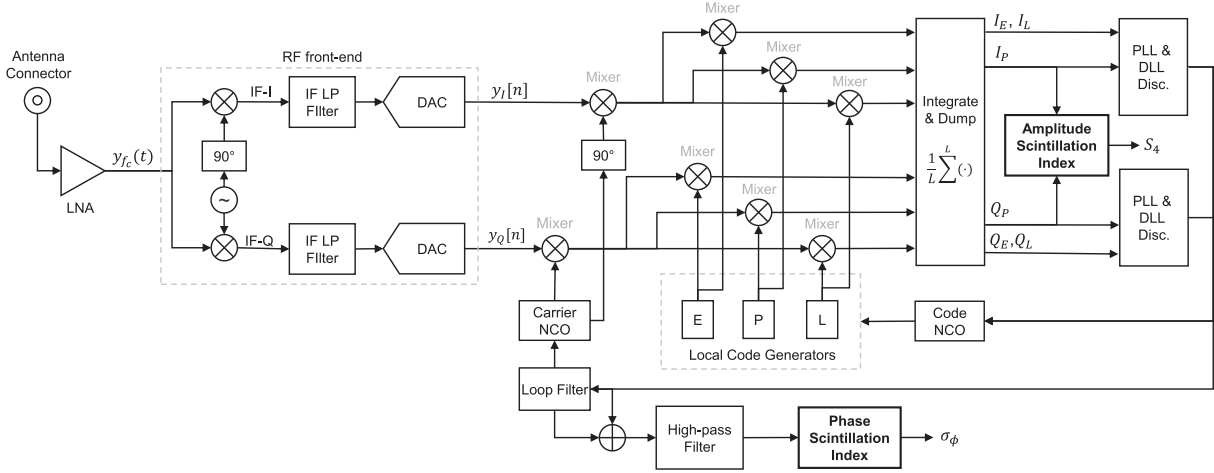 Antenna
Connector
LNA
y_{f_c}(t)
RF front-end
90°
~
IF-I
IF-Q
IF LP
FIlter
IF LP
FIlter
DAC
DAC
y_I[n]
y_Q[n]
Mixer
90°
Mixer
Carrier
NCO
Loop Filter
Mixer
Mixer
Mixer
Mixer
Mixer
Mixer
E
P
L
Local Code Generators
Integrate
& Dump
\frac{1}{L}\sum^{L}(·)
I_E, I_L
I_P
Q_P
Q_E,Q_L
PLL &
DLL
Disc.
Amplitude
Scintillation
Index
S_4
PLL &
DLL
Disc.
Code
NCO
High-pass
Filter
Phase
Scintillation
Index
σ_ϕ